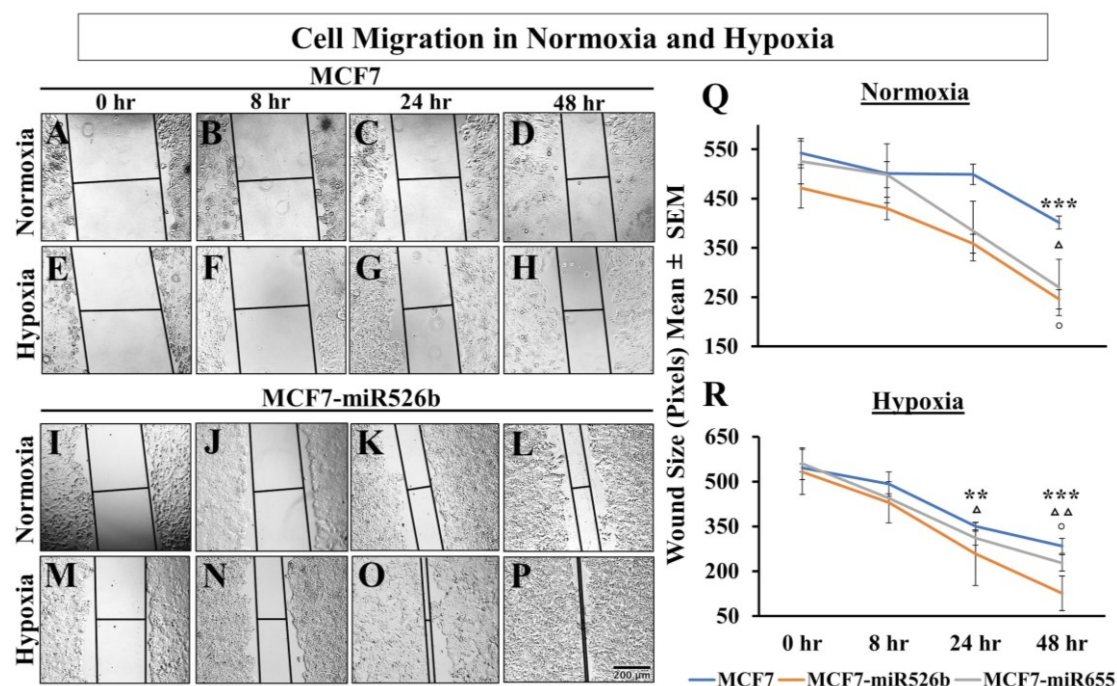 Cell Migration in Normoxia and Hypoxia
MCF7
0 hr 8 hr 24 hr 48 hr
Normoxia
A B C D
Hypoxia
E F G H
MCF7-miR526b
Normoxia
I J K L
Hypoxia
M N O P
200 µm
Q
Normoxia
Wound Size (Pixels) Mean ± SEM
550
450
350
250
150
***
Δ
○
R
Hypoxia
650
500
350
200
50
** ***
Δ ΔΔ
○
0 hr 8 hr 24 hr 48 hr
MCF7 MCF7-miR526b MCF7-miR655